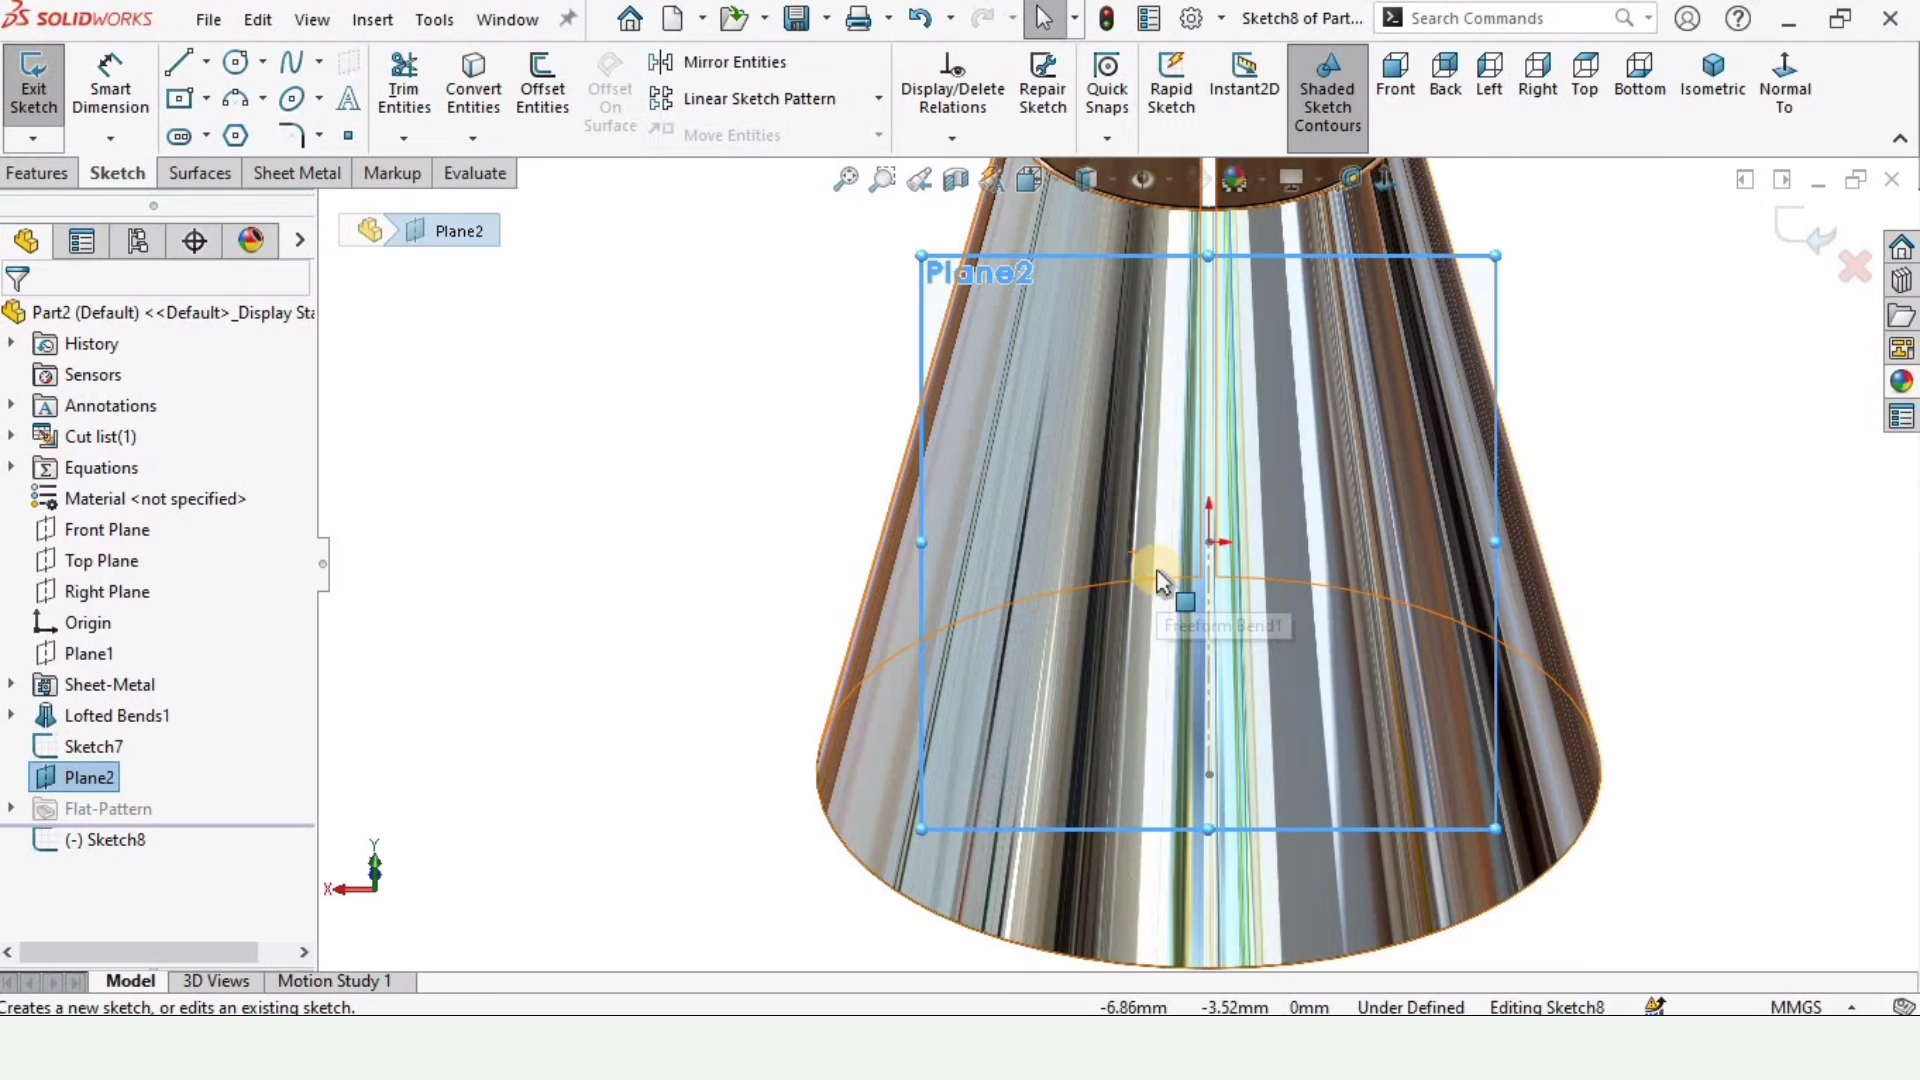 SOLIDWORKS File Edit View Insert Tools Window Sketch8 of Part... Search Commands
Exit Sketch
Smart Dimension
Trim Entities
Convert Entities
Offset Entities
Offset On Surface
Mirror Entities
Linear Sketch Pattern
Move Entities
Display/Delete Relations
Repair Sketch
Quick Snaps
Rapid Sketch
Instant2D
Shaded Sketch Contours
Front Back Left Right Top Bottom Isometric
Normal To
Features Sketch Surfaces Sheet Metal Markup Evaluate
Plane2
Plane2
Part2 (Default) <<Default>_Display Sta
History
Sensors
Annotations
Cut list(1)
Equations
Material <not specified>
Front Plane
Top Plane
Right Plane
Origin
Plane1
Sheet-Metal
Lofted Bends1
Sketch7
Plane2
Flat-Pattern
(-) Sketch8
Freeform Bend1
Y
X
Model 3D Views Motion Study 1
Creates a new sketch, or edits an existing sketch. -6.86mm -3.52mm 0mm Under Defined Editing Sketch8 MMGS